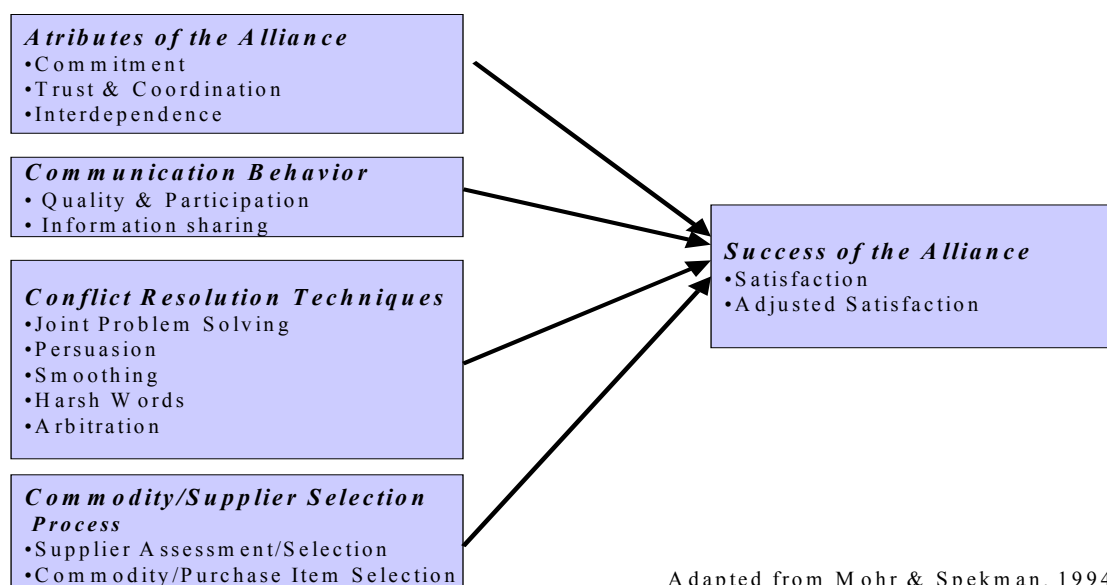 Atributes of the Alliance
•Commitment
•Trust & Coordination
•Interdependence
Communication Behavior
• Quality & Participation
• Information sharing
Conflict Resolution Techniques
•Joint Problem Solving
•Persuasion
•Smoothing
•Harsh Words
•Arbitration
Commodity/Supplier Selection
Process
•Supplier Assessment/Selection
•Commodity/Purchase Item Selection
Success of the Alliance
•Satisfaction
•Adjusted Satisfaction
Adapted from Mohr & Spekman, 1994